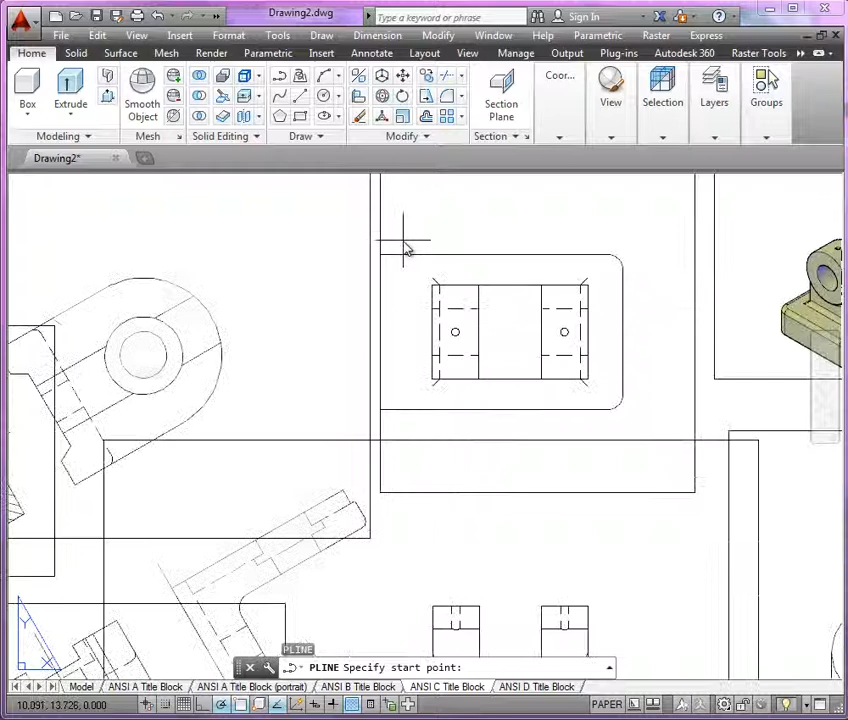 Drawing2.dwg
Type a keyword or phrase
Sign In
File Edit View Insert Format Tools Draw Dimension Modify Window Help Parametric Raster Express
Home Solid Surface Mesh Render Parametric Insert Annotate Layout View Manage Output Plug-ins Autodesk 360 Raster Tools
Box Extrude Smooth Object Section Plane Coor... View Selection Layers Groups
Modeling Mesh Solid Editing Draw Modify Section
Drawing2*
Y
X
PLINE
PLINE Specify start point:
Model ANSI A Title Block ANSI A Title Block (portrait) ANSI B Title Block ANSI C Title Block ANSI D Title Block
10.091, 13.726, 0.000 PAPER